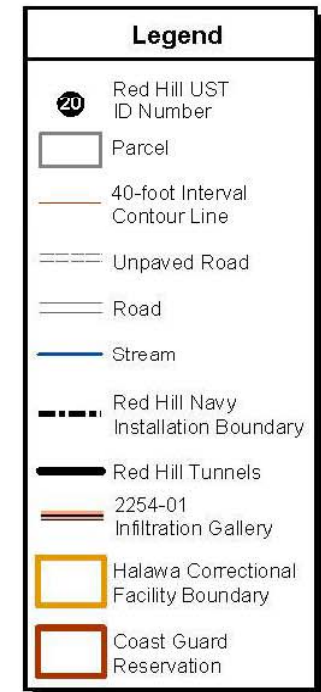 Legend
20
Red Hill UST
ID Number
Parcel
40-foot Interval
Contour Line
Unpaved Road
Road
Stream
Red Hill Navy
Installation Boundary
Red Hill Tunnels
2254-01
Infiltration Gallery
Halawa Correctional
Facility Boundary
Coast Guard
Reservation